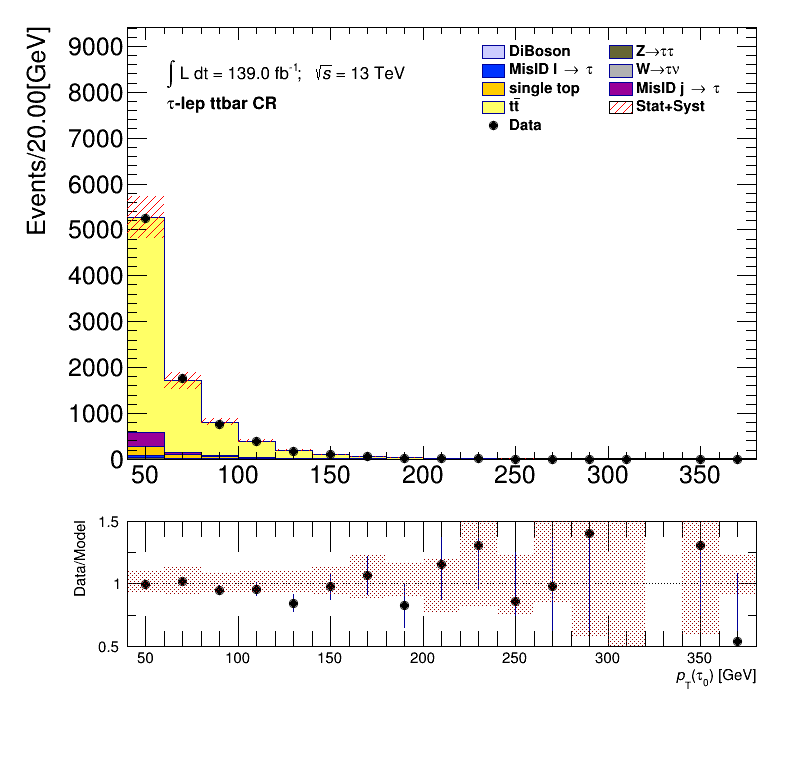 Events/20.00[GeV]
9000
8000
7000
6000
5000
4000
3000
2000
1000
0
∫ L dt = 139.0 fb⁻¹; √s = 13 TeV
τ-lep ttbar CR
DiBoson
MisID l → τ
single top
tt̄
Data
Z→ττ
W→τν
MisID j → τ
Stat+Syst
50 100 150 200 250 300 350
Data/Model
1.5
1
0.5
50 100 150 200 250 300 350
p_T(τ₀) [GeV]